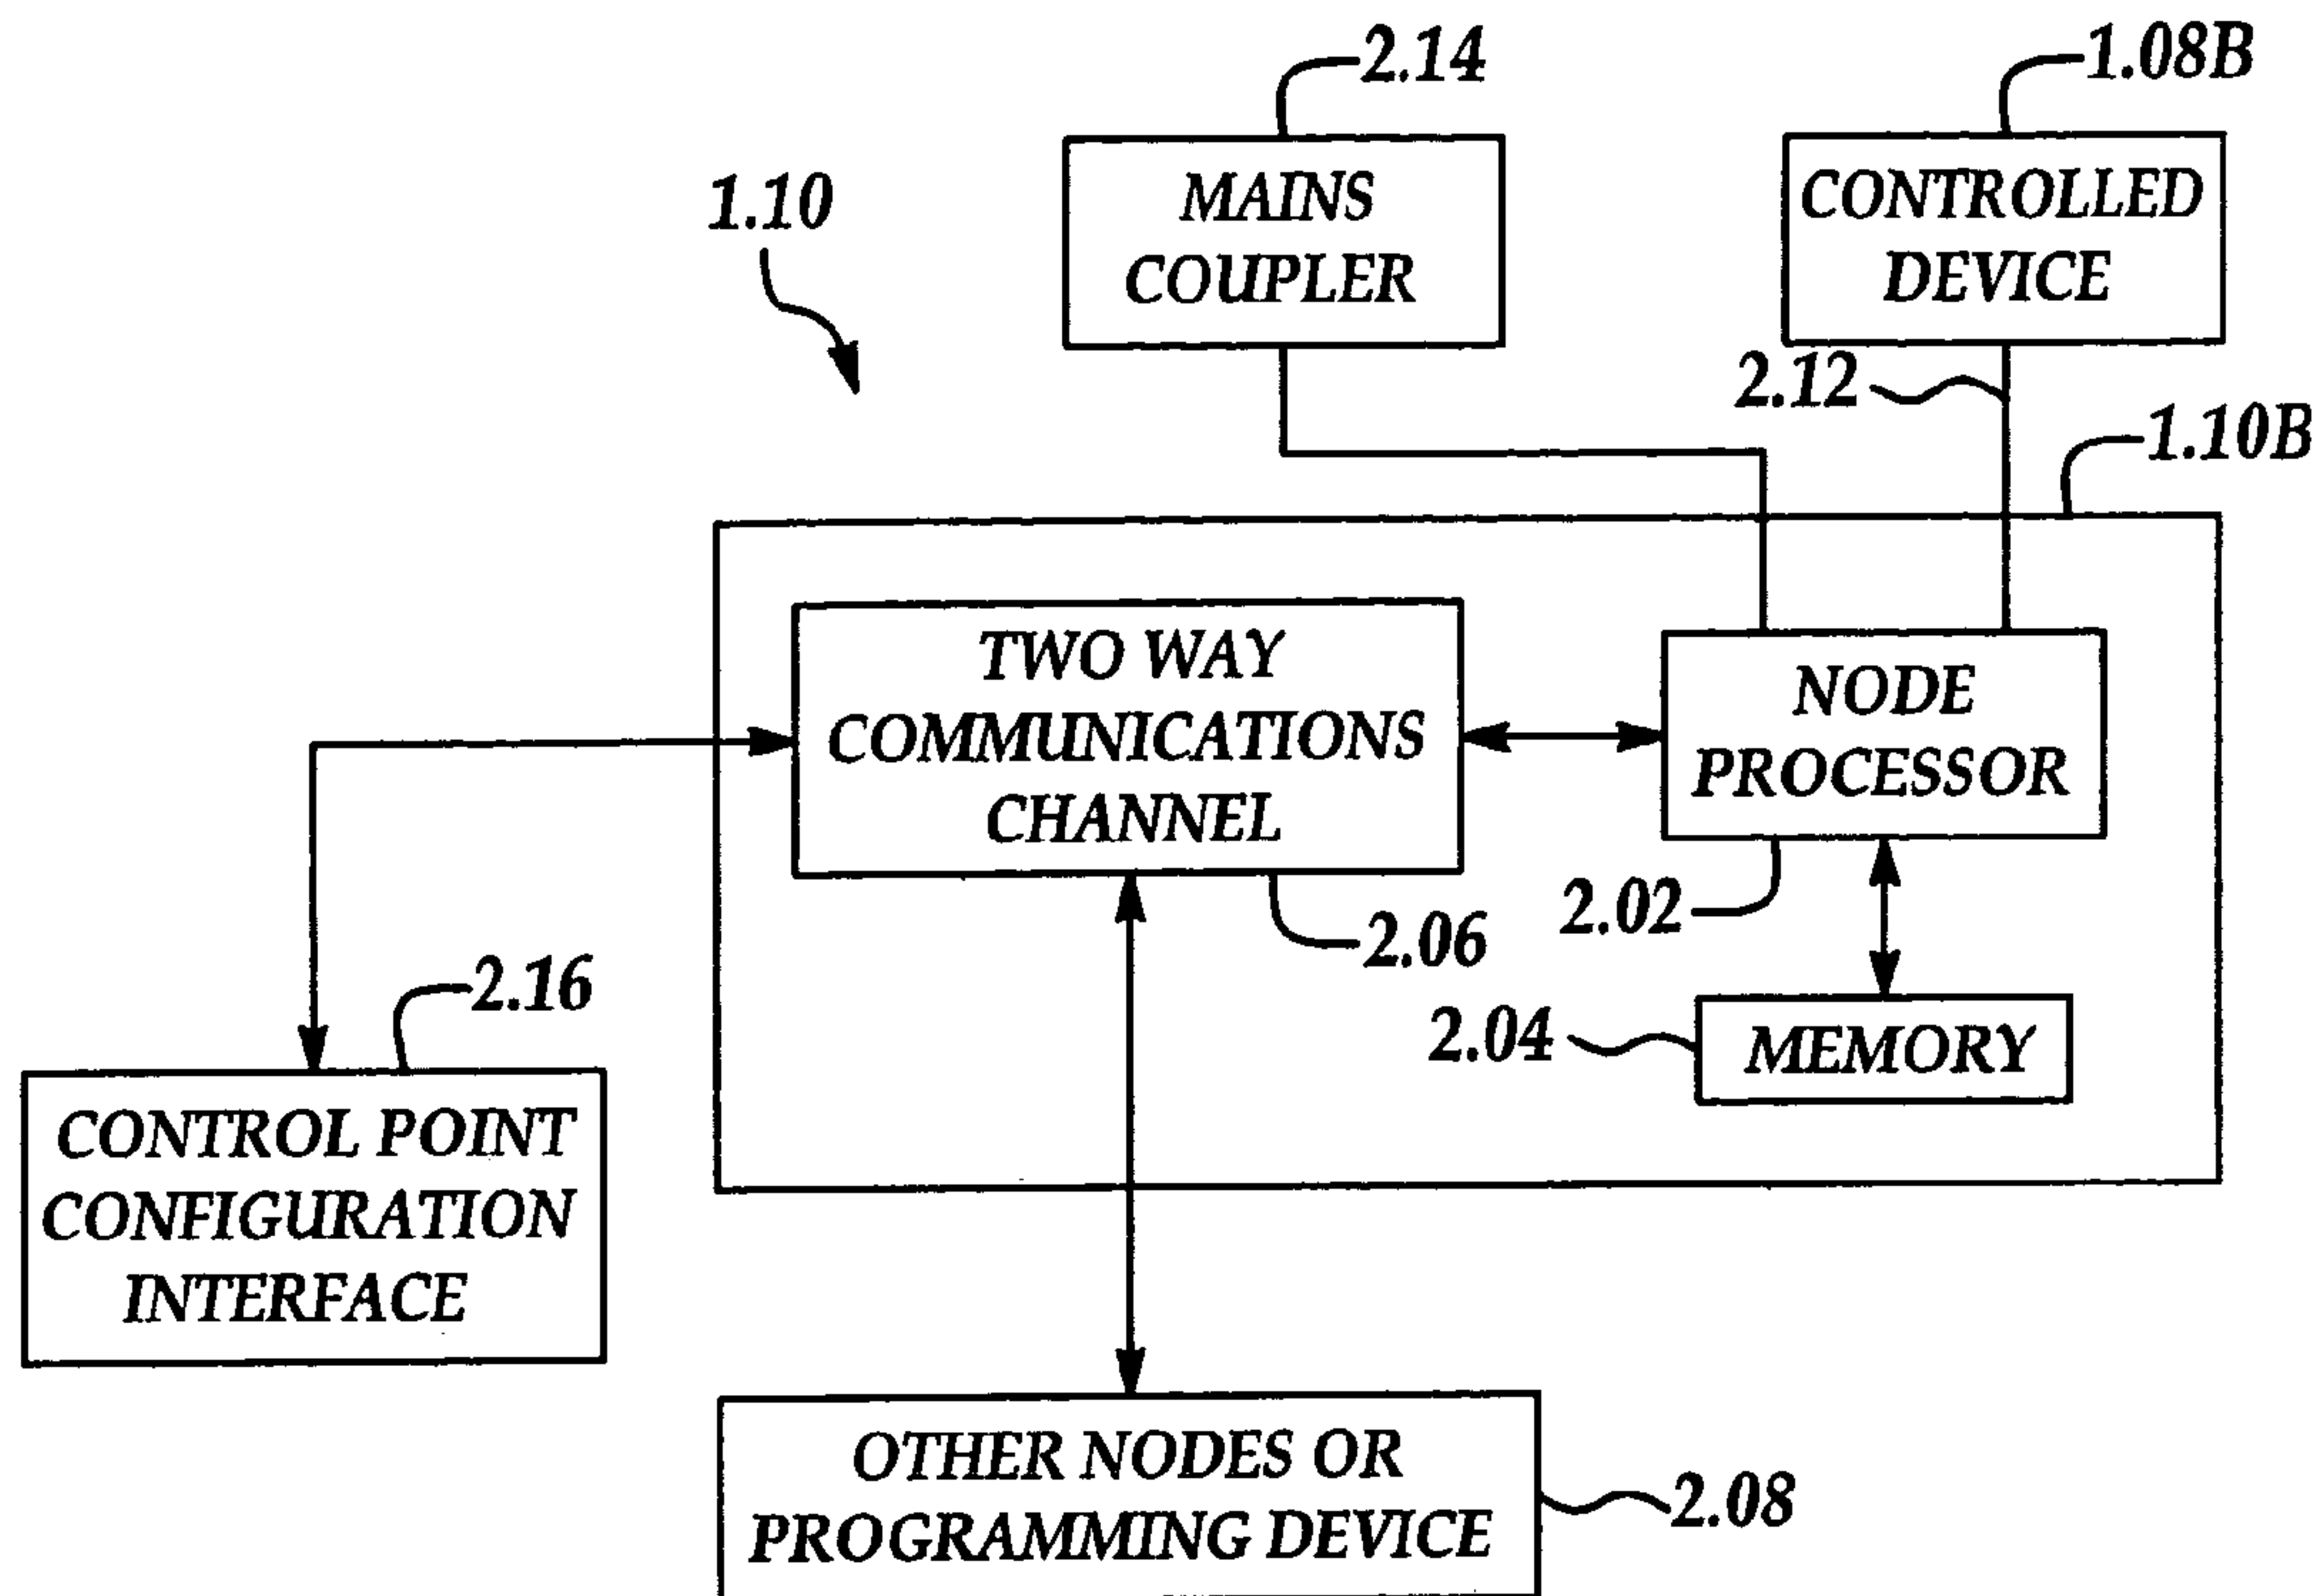 2.14
1.08B
1.10
MAINS
COUPLER
CONTROLLED
DEVICE
2.12
1.10B
TWO WAY
COMMUNICATIONS
CHANNEL
NODE
PROCESSOR
2.02
2.06
2.16
2.04
MEMORY
CONTROL POINT
CONFIGURATION
INTERFACE
OTHER NODES OR
PROGRAMMING DEVICE
2.08